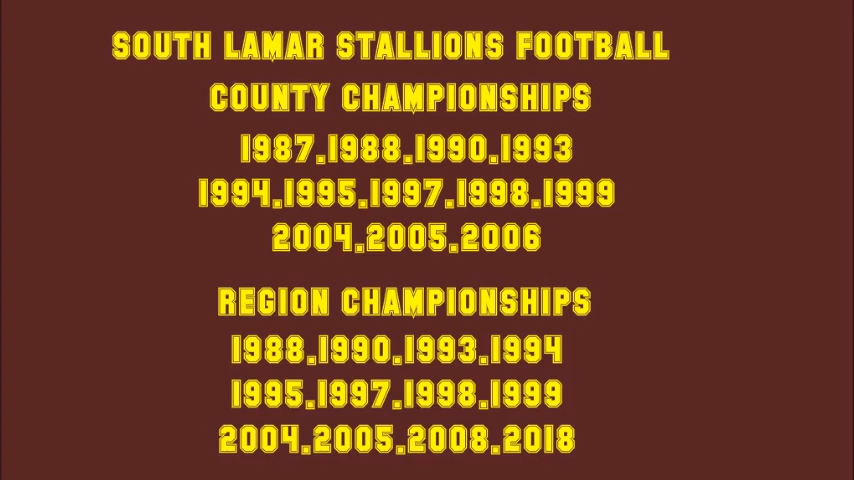 SOUTH LAMAR STALLIONS FOOTBALL
COUNTY CHAMPIONSHIPS
1987.1988.1990.1993
1994.1995.1997.1998.1999
2004.2005.2006
REGION CHAMPIONSHIPS
1988.1990.1993.1994
1995.1997.1998.1999
2004.2005.2008.2018